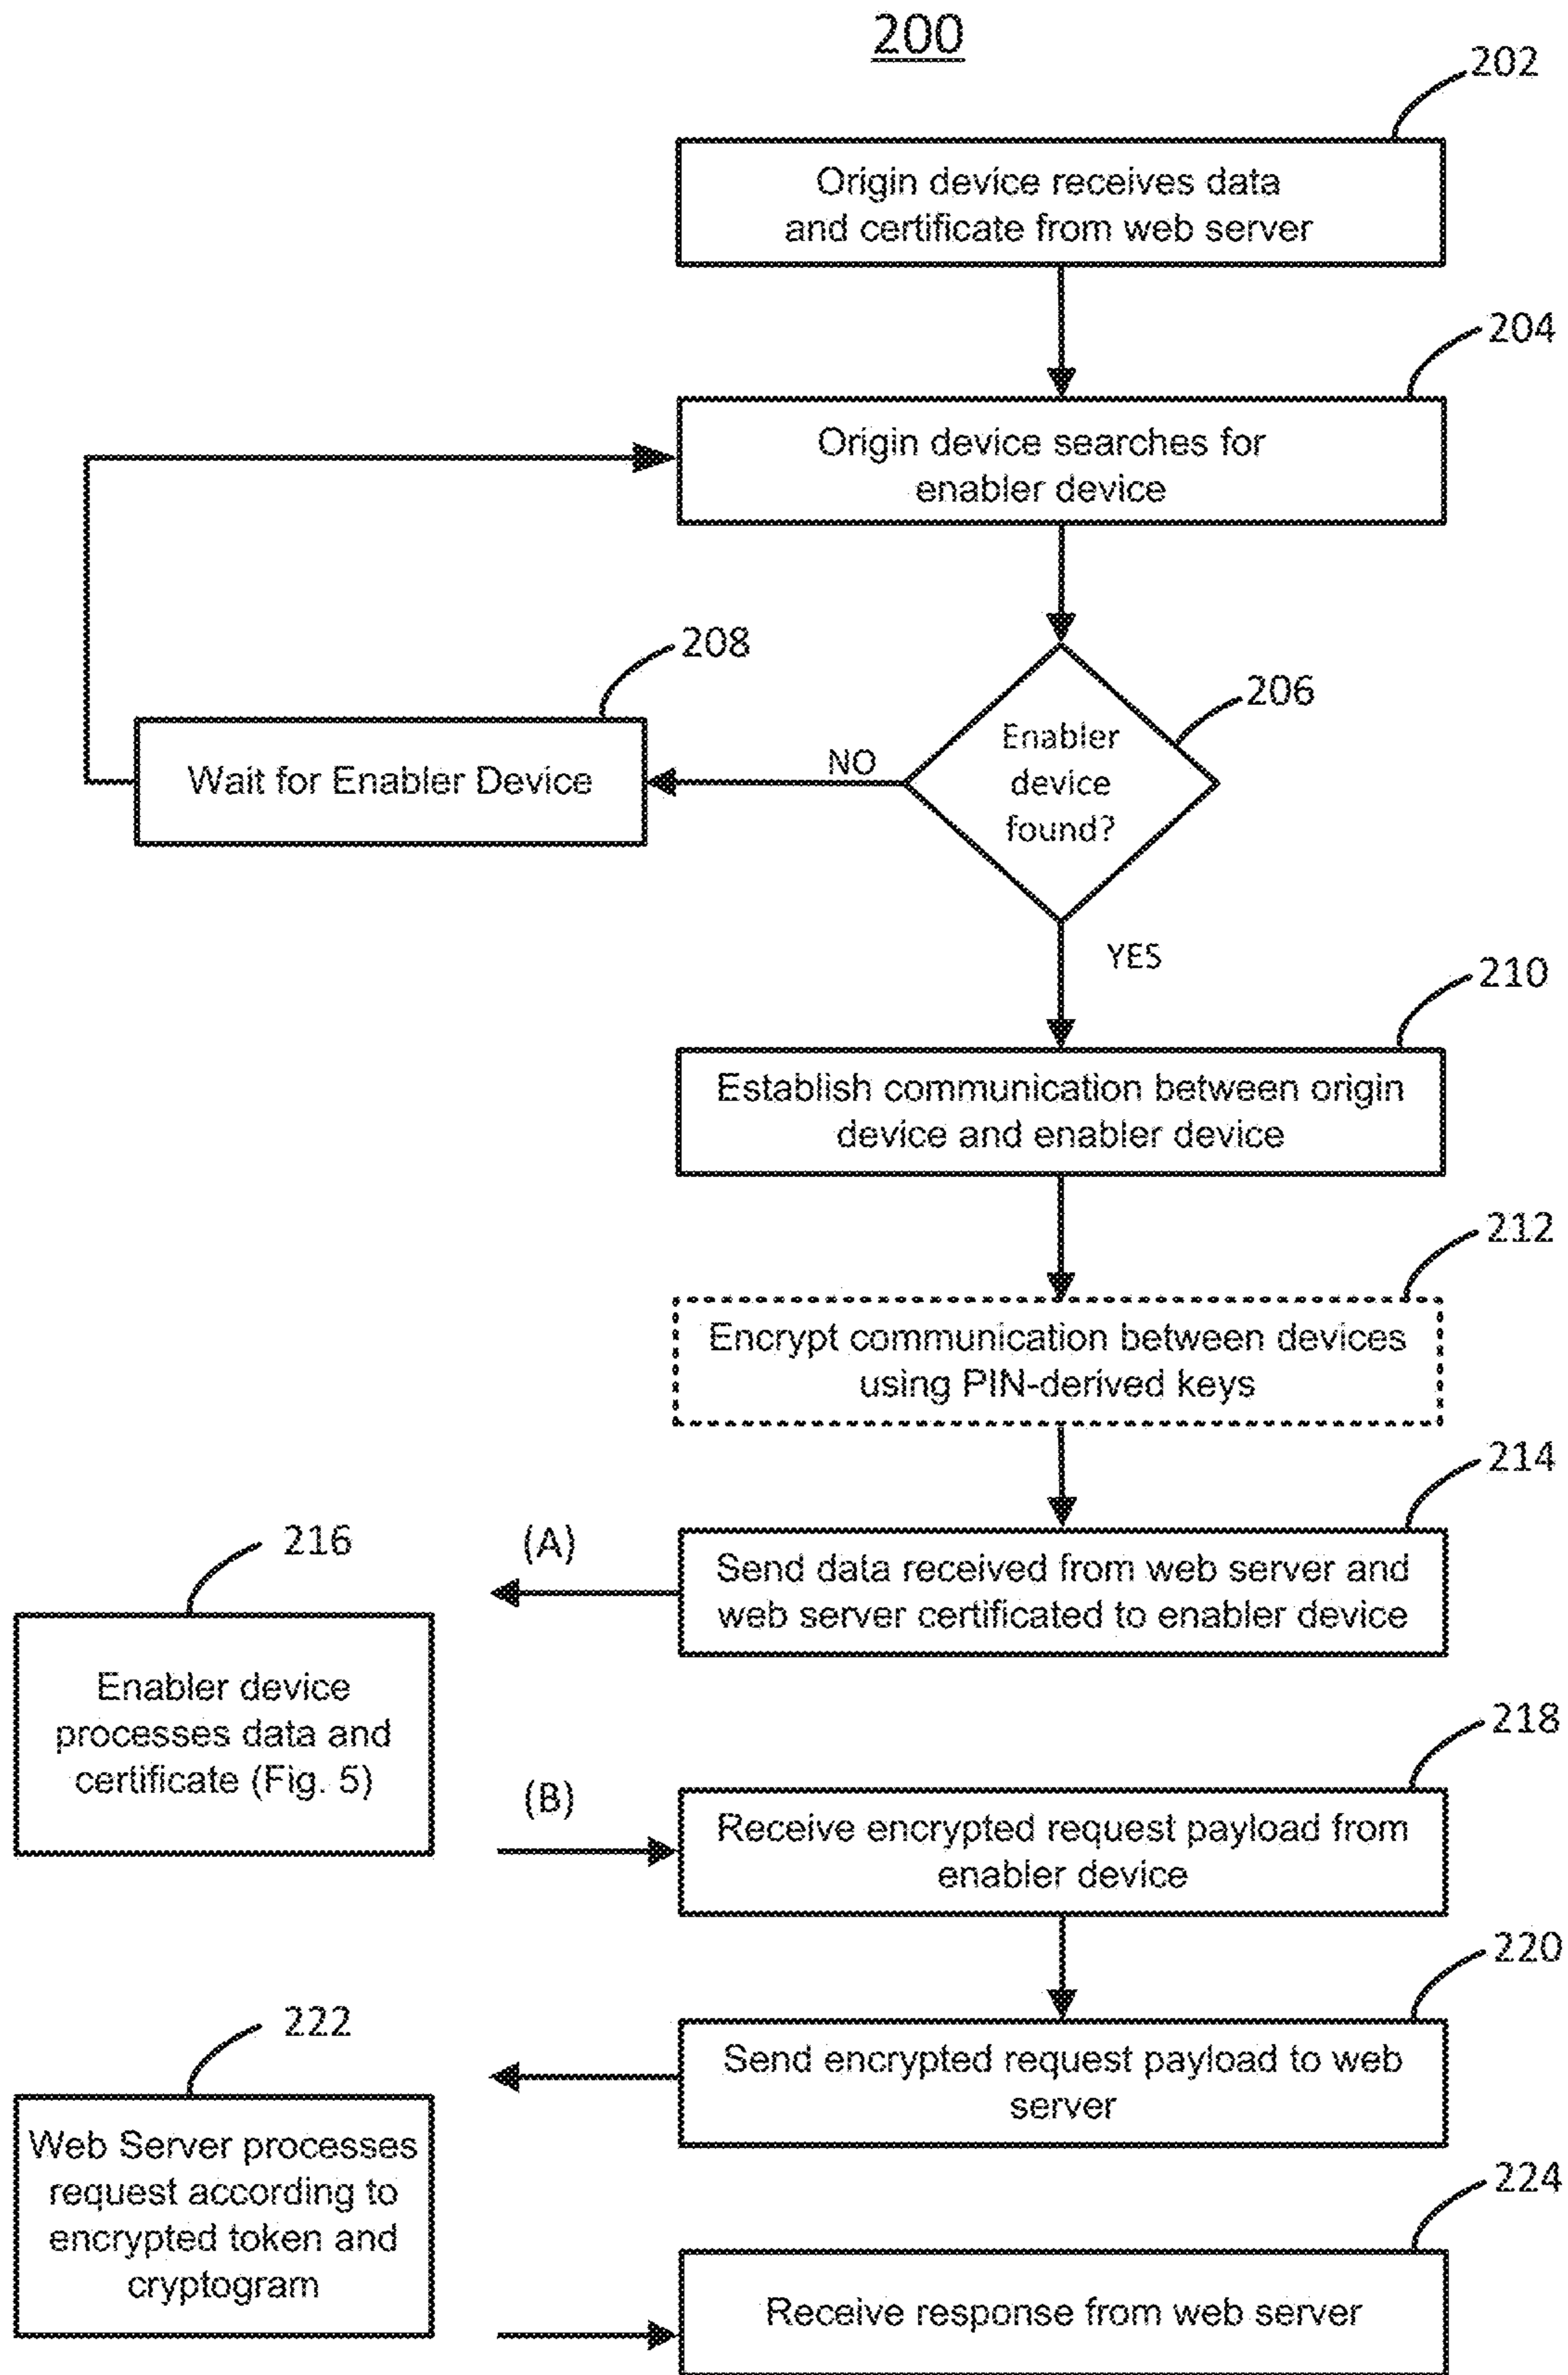 200
202
Origin device receives data
and certificate from web server
204
Origin device searches for
enabler device
208
206
Wait for Enabler Device
NO
Enabler
device
found?
YES
210
Establish communication between origin
device and enabler device
212
Encrypt communication between devices
using PIN-derived keys
214
216
(A)
Send data received from web server and
web server certificated to enabler device
Enabler device
processes data and
certificate (Fig. 5)
218
(B)
Receive encrypted request payload from
enabler device
220
222
Send encrypted request payload to web
server
Web Server processes
request according to
encrypted token and
cryptogram
224
Receive response from web server